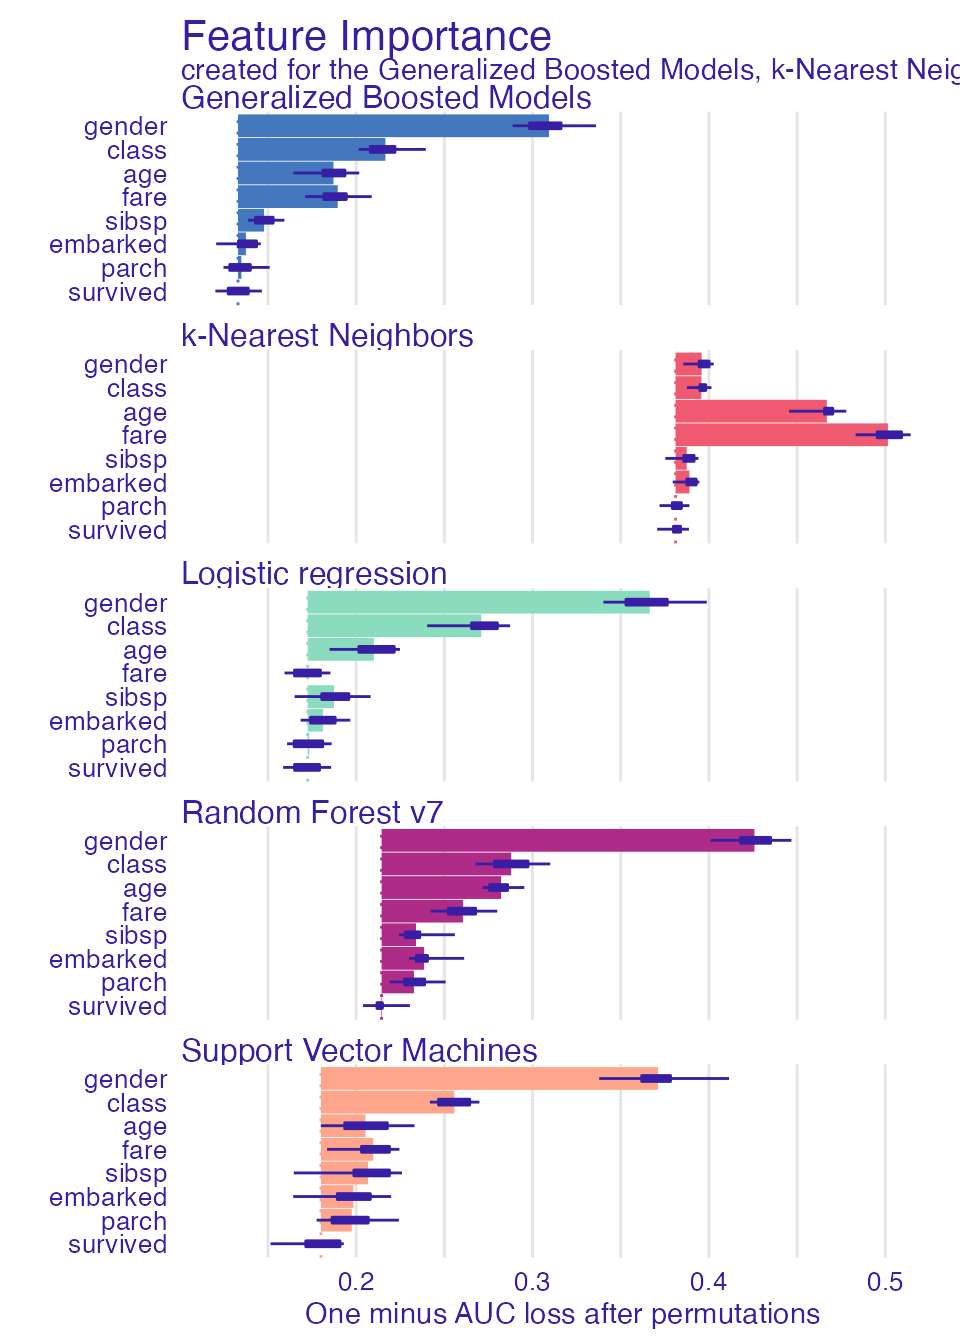 Feature Importance
created for the Generalized Boosted Models, k-Nearest Neig
Generalized Boosted Models
gender
class
age
fare
sibsp
embarked
parch
survived
k-Nearest Neighbors
gender
class
age
fare
sibsp
embarked
parch
survived
Logistic regression
gender
class
age
fare
sibsp
embarked
parch
survived
Random Forest v7
gender
class
age
fare
sibsp
embarked
parch
survived
Support Vector Machines
gender
class
age
fare
sibsp
embarked
parch
survived
0.2 0.3 0.4 0.5
One minus AUC loss after permutations